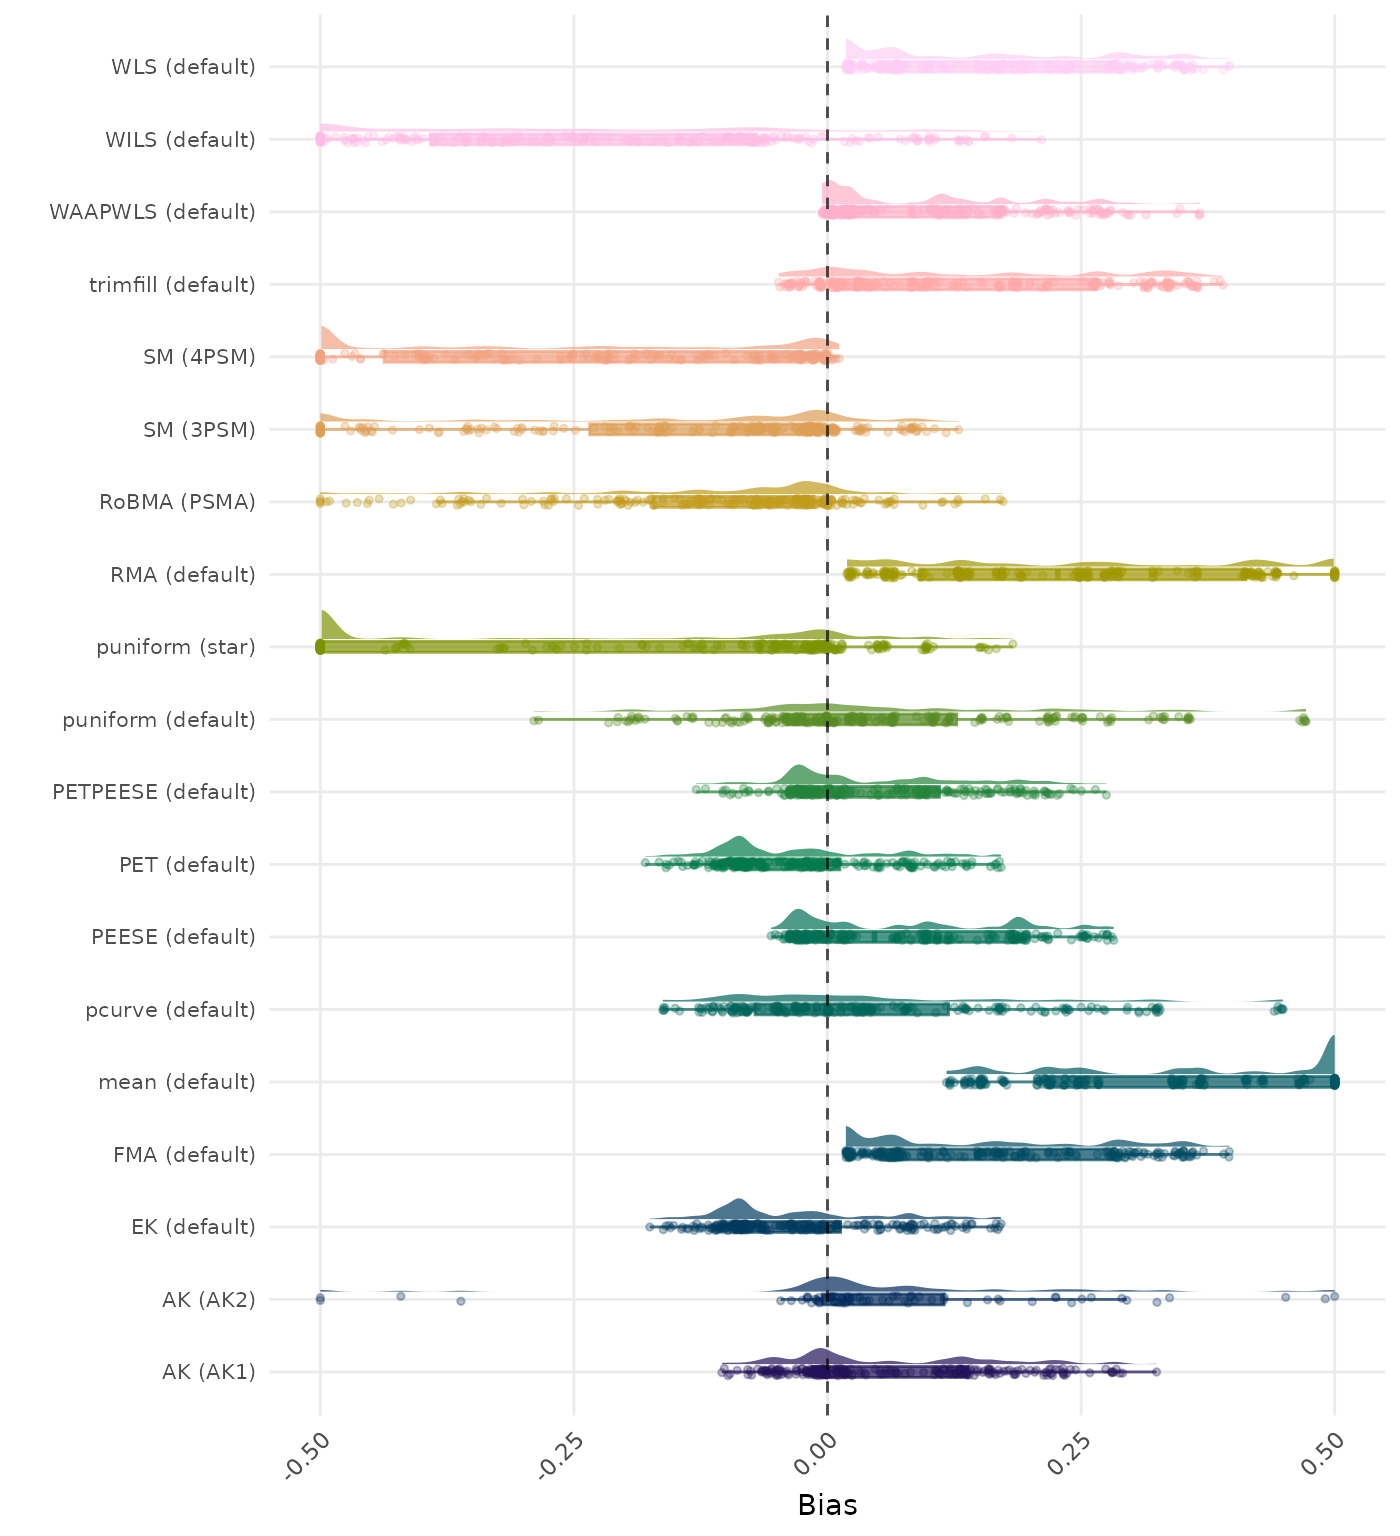 WLS (default)
WILS (default)
WAAPWLS (default)
trimfill (default)
SM (4PSM)
SM (3PSM)
RoBMA (PSMA)
RMA (default)
puniform (star)
puniform (default)
PETPEESE (default)
PET (default)
PEESE (default)
pcurve (default)
mean (default)
FMA (default)
EK (default)
AK (AK2)
AK (AK1)
-0.50 -0.25 0.00 0.25 0.50
Bias